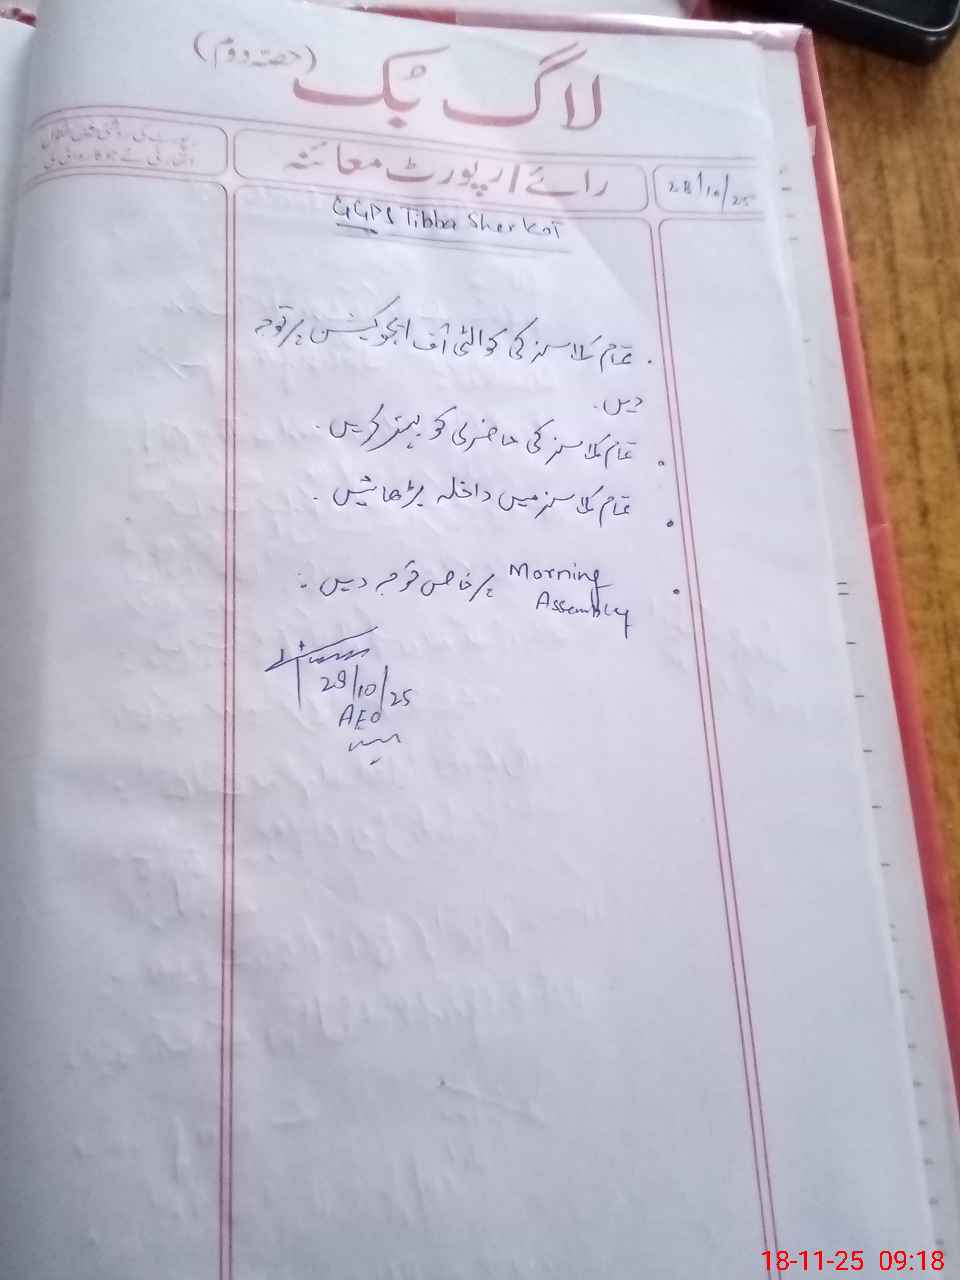 لاگ بک (حصہ دوم)
28/10/25
رائے / رپورٹ معائنہ
GGPS Tibba Sherkot
۔ تمام کلاسز کی کوالٹی آف ایجوکیشن پر توجہ
دیں۔
۔ تمام کلاسز کی حاضری کو بہتر کریں۔
۔ تمام کلاسز میں داخلہ بڑھائیں۔
۔ Morning
Assembly پر خاص توجہ دیں۔
28/10/25
AEO
18-11-25 09:18